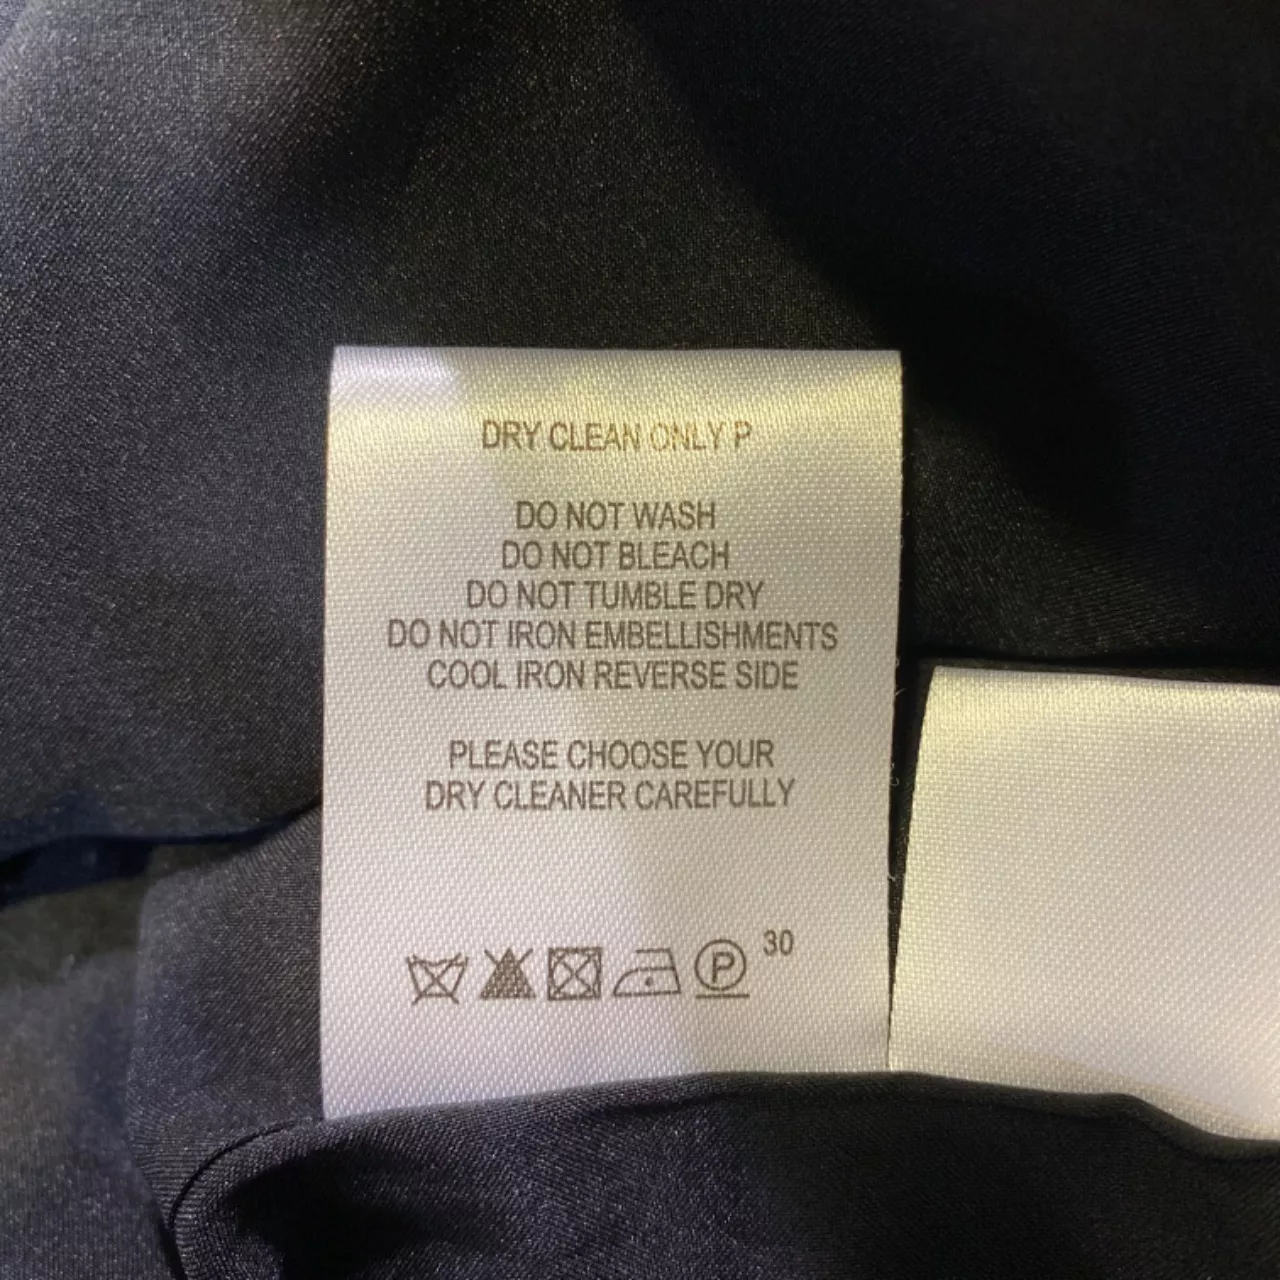 DRY CLEAN ONLY P
DO NOT WASH
DO NOT BLEACH
DO NOT TUMBLE DRY
DO NOT IRON EMBELLISHMENTS
COOL IRON REVERSE SIDE
PLEASE CHOOSE YOUR
DRY CLEANER CAREFULLY
P 30